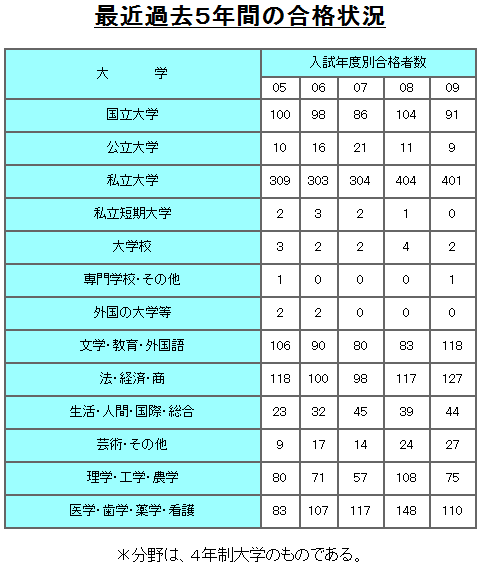 最近過去5年間の合格状況
大 学 入試年度別合格者数
05 06 07 08 09
国立大学 100 98 86 104 91
公立大学 10 16 21 11 9
私立大学 309 303 304 404 401
私立短期大学 2 3 2 1 0
大学校 3 2 2 4 2
専門学校・その他 1 0 0 0 1
外国の大学等 2 2 0 0 0
文学・教育・外国語 106 90 80 83 118
法・経済・商 118 100 98 117 127
生活・人間・国際・総合 23 32 45 39 44
芸術・その他 9 17 14 24 27
理学・工学・農学 80 71 57 108 75
医学・歯学・薬学・看護 83 107 117 148 110
＊分野は、4年制大学のものである。